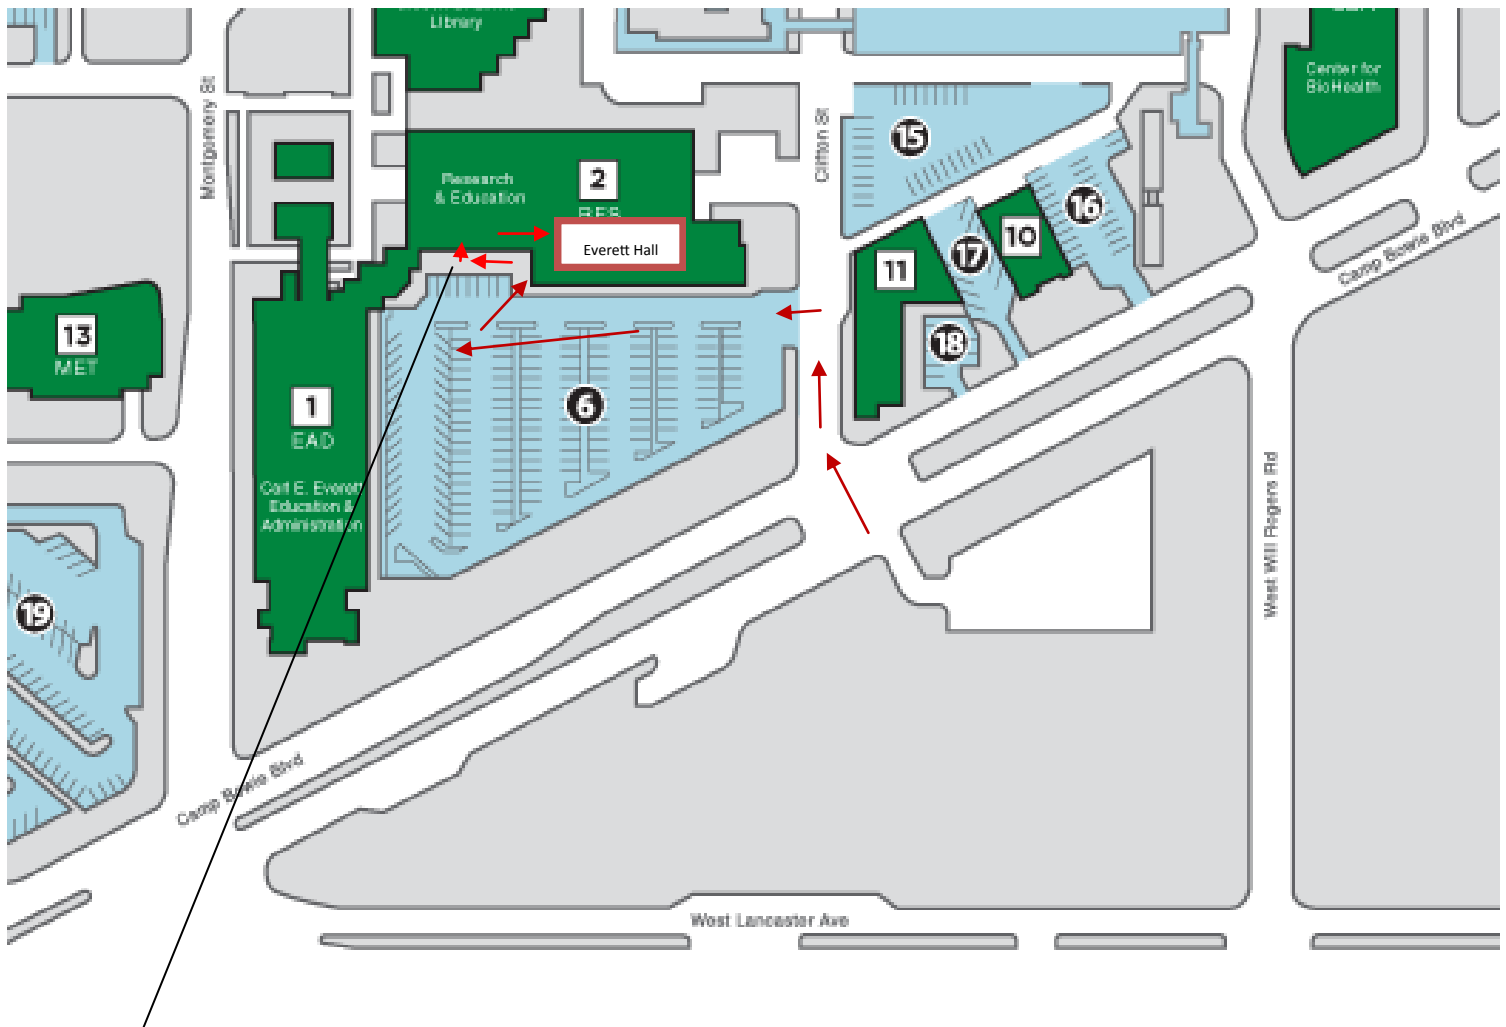 Library
Center for
BioHealth
Montgomery St
Clifton St
15
Research
& Education
2
RES
Everett Hall
16
10
17
11
Camp Bowie Blvd
13
MET
18
1
EAD
6
Carl E. Everett
Education &
Administration
West Will Rogers Rd
19
Camp Bowie Blvd
West Lancaster Ave